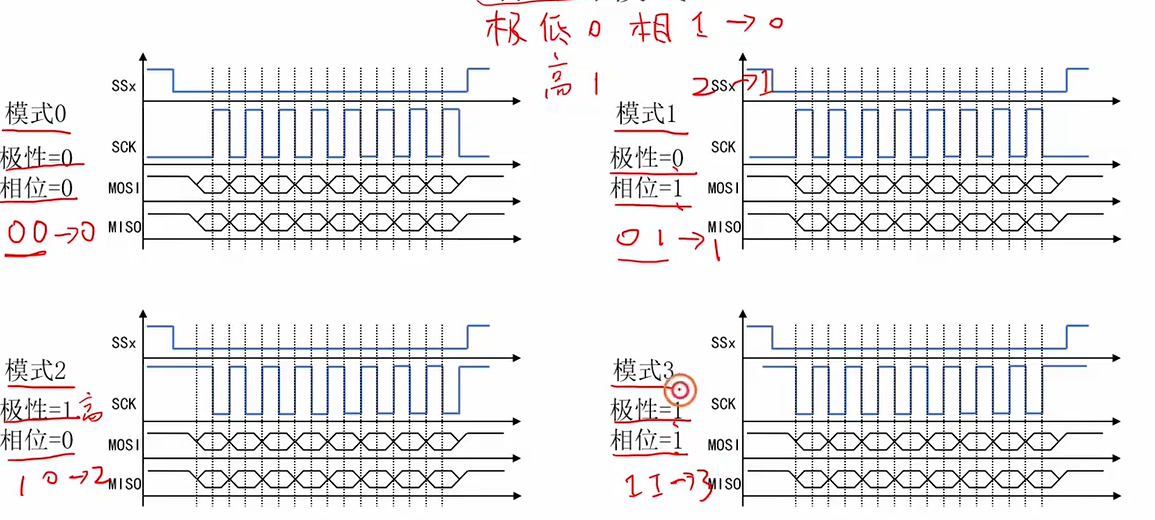 极低0 相1→0
高1 2→1
SSx
模式0
极性=0
相位=0
SCK
MOSI
MISO
00→0
SSx
模式1
极性=0
相位=1
SCK
MOSI
MISO
01→1
SSx
模式2
极性=1高
相位=0
SCK
MOSI
MISO
10→2
SSx
模式3
极性=1
相位=1
SCK
MOSI
MISO
11→3